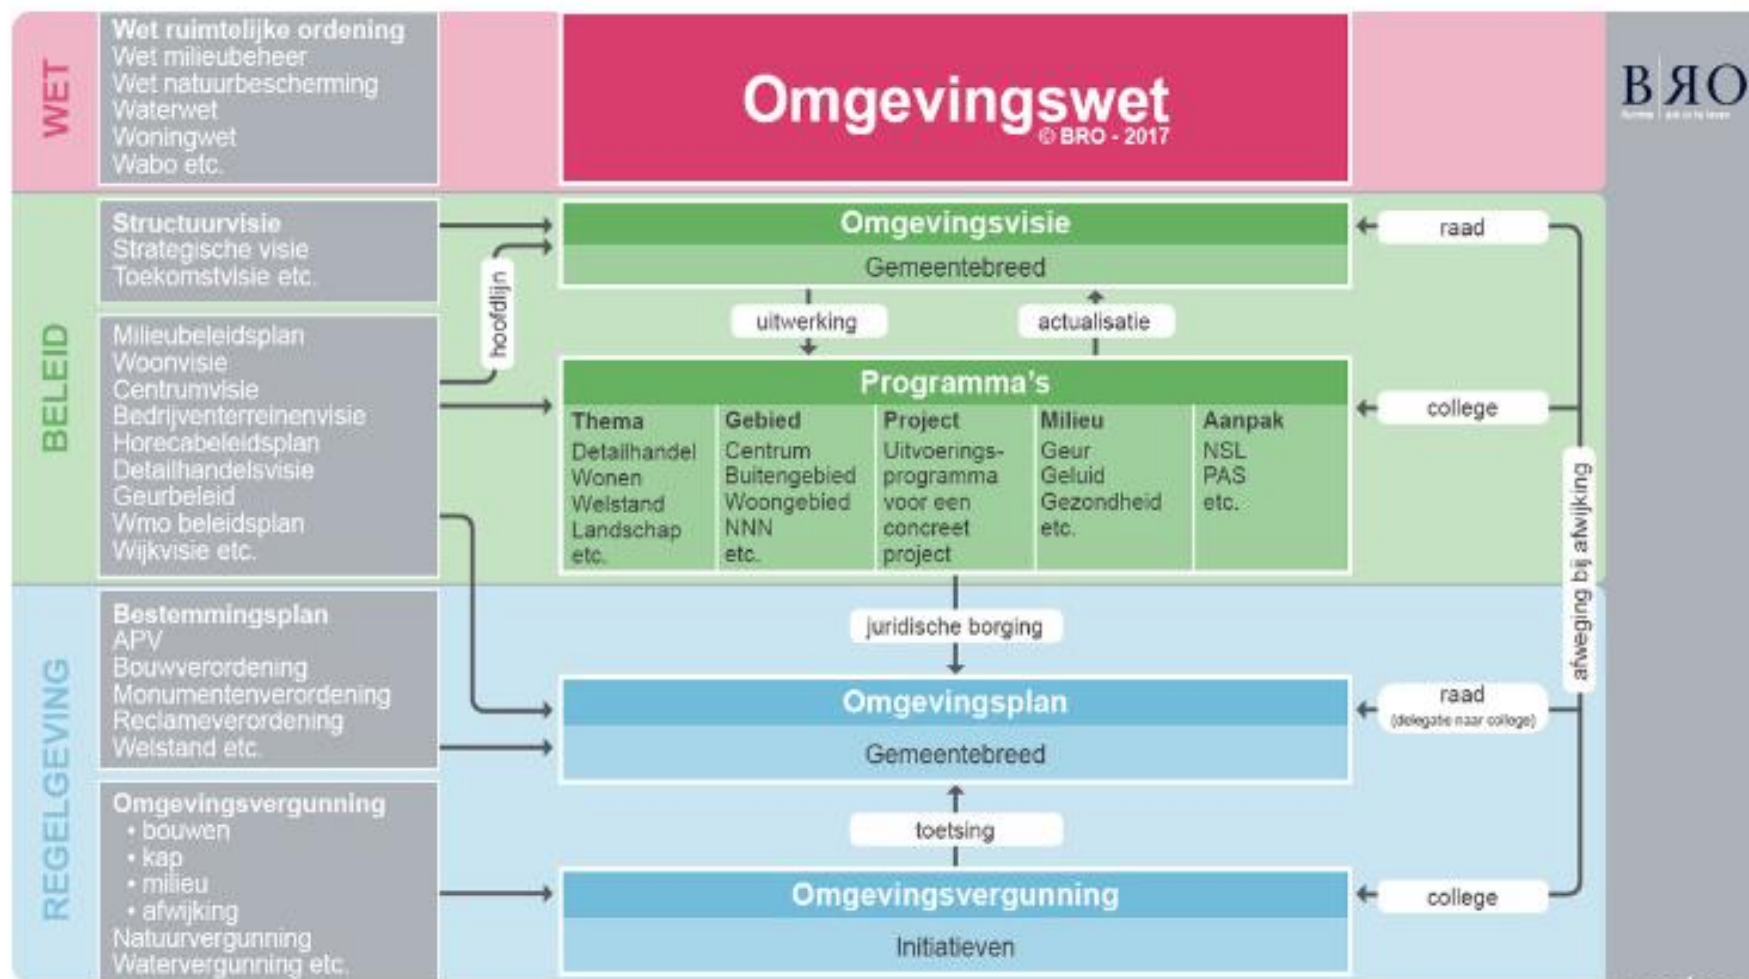 WET
Wet ruimtelijke ordening
Wet milieubeheer
Wet natuurbescherming
Waterwet
Woningwet
Wabo etc.
Omgevingswet
© BRO - 2017
BRO
BELEID
Structuurvisie
Strategische visie
Toekomstvisie etc.
Milieubeleidsplan
Woonvisie
Centrumvisie
Bedrijventerreinenvisie
Horecabeleidsplan
Detailhandelsvisie
Geurbeleid
Wmo beleidsplan
Wijkvisie etc.
hoofdlijn
Omgevingsvisie
Gemeentebreed
uitwerking
actualisatie
Programma's
Thema
Detailhandel
Wonen
Welstand
Landschap
etc.
Gebied
Centrum
Buitengebied
Woongebied
NNN
etc.
Project
Uitvoerings-
programma
voor een
concreet
project
Milieu
Geur
Geluid
Gezondheid
etc.
Aanpak
NSL
PAS
etc.
raad
college
afweging bij afwijking
REGELGEVING
Bestemmingsplan
APV
Bouwverordening
Monumentenverordening
Reclameverordening
Welstand etc.
Omgevingsvergunning
• bouwen
• kap
• milieu
• afwijking
Natuurvergunning
Watervergunning etc.
juridische borging
Omgevingsplan
Gemeentebreed
toetsing
Omgevingsvergunning
Initiatieven
raad
(delegatie naar college)
college